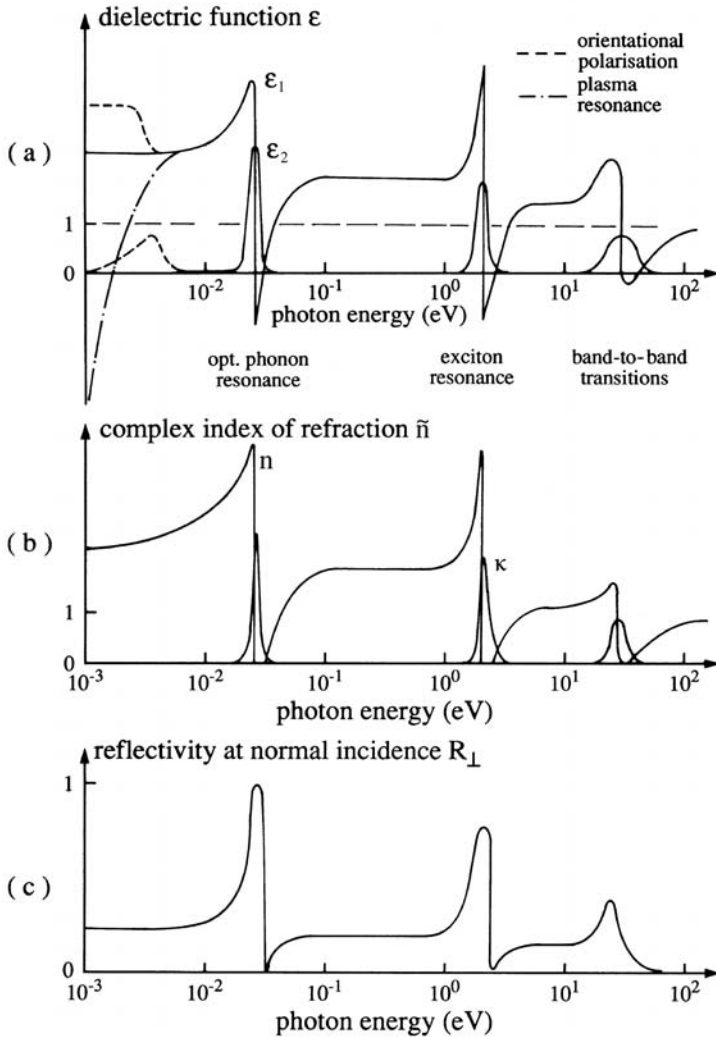 dielectric function ε
orientational
polarisation
plasma
resonance
ε₁
ε₂
( a )
1
0
10⁻²
10⁻¹
10⁰
10¹
10²
photon energy (eV)
opt. phonon
resonance
exciton
resonance
band-to-band
transitions
complex index of refraction ñ
n
( b )
κ
1
0
10⁻³
10⁻²
10⁻¹
10⁰
10¹
10²
photon energy (eV)
reflectivity at normal incidence R⊥
1
( c )
0
10⁻³
10⁻²
10⁻¹
10⁰
10¹
10²
photon energy (eV)